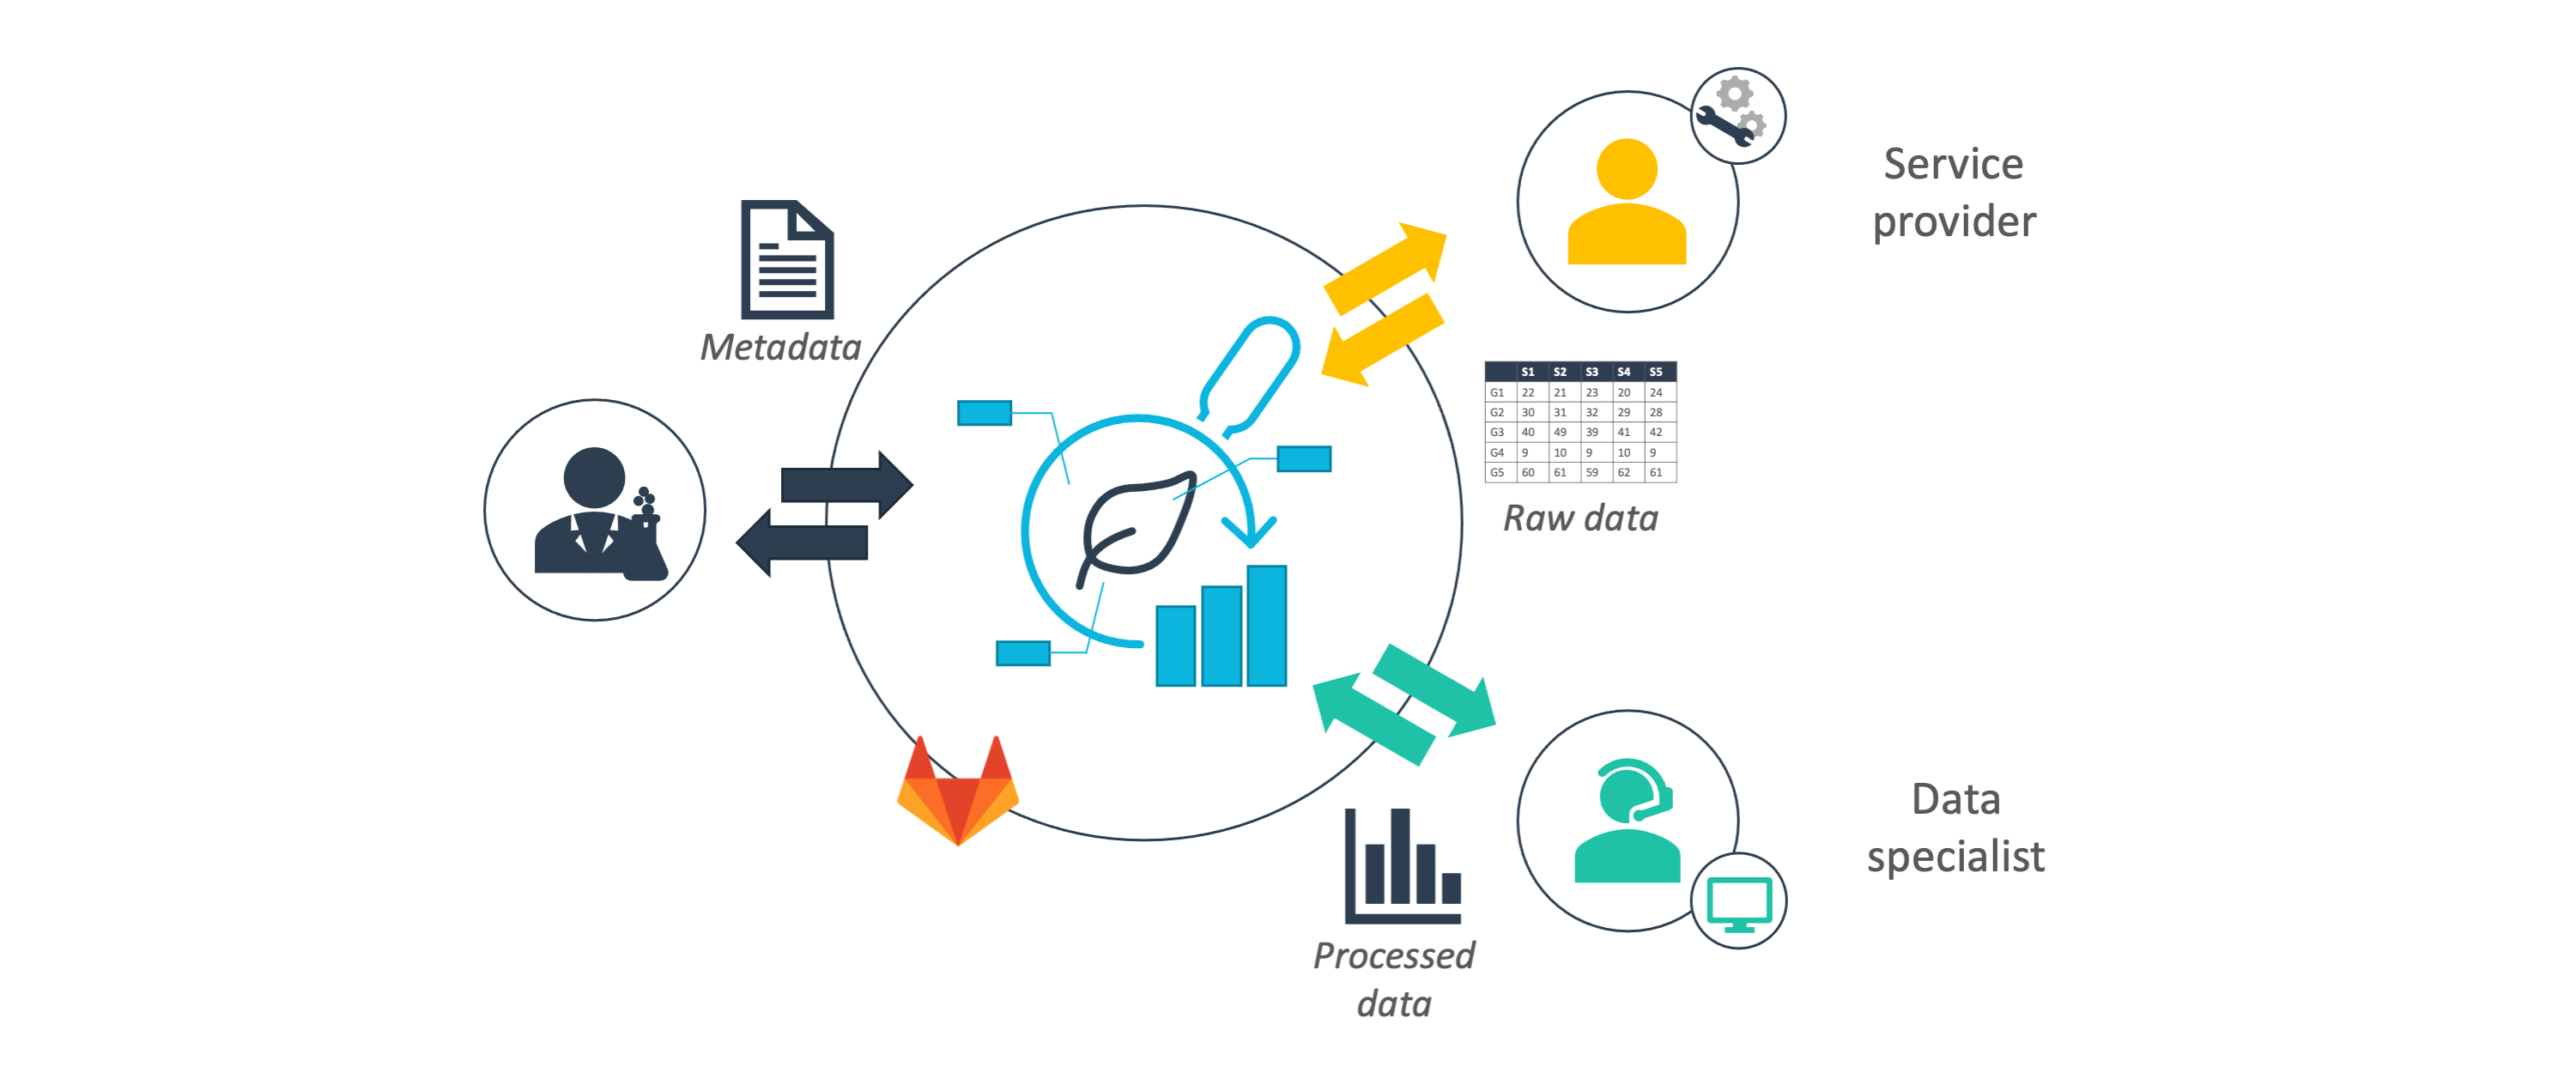 Service
provider
Metadata
S1 S2 S3 S4 S5
G1 22 21 23 20 24
G2 30 31 32 29 28
G3 40 49 39 41 42
G4 9 10 9 10 9
G5 60 61 59 62 61
Raw data
Data
specialist
Processed
data